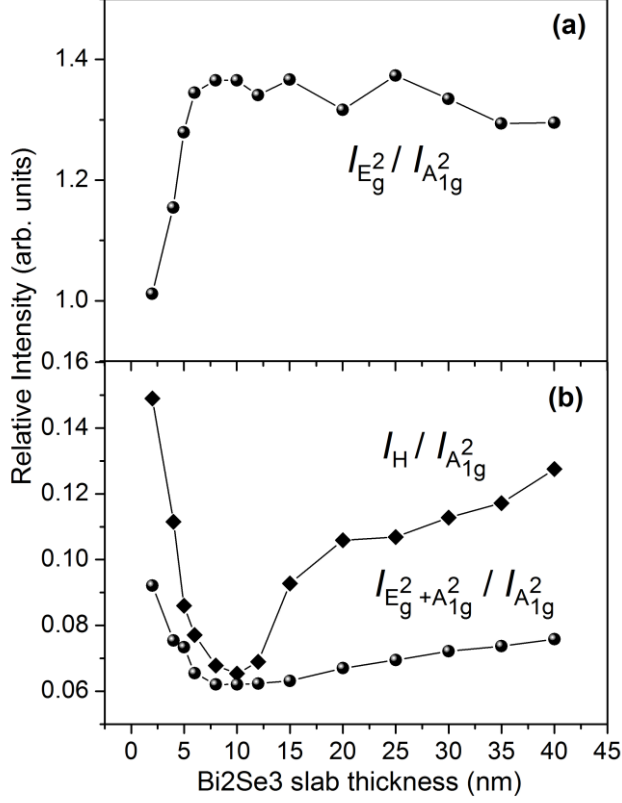 (a)
1.4
1.2
1.0
I_{E_g^2} / I_{A_{1g}^2}
Relative Intensity (arb. units)
0.16
(b)
0.14
0.12
0.10
0.08
0.06
I_H / I_{A_{1g}^2}
I_{E_g^2 + A_{1g}^2} / I_{A_{1g}^2}
0 5 10 15 20 25 30 35 40 45
Bi2Se3 slab thickness (nm)